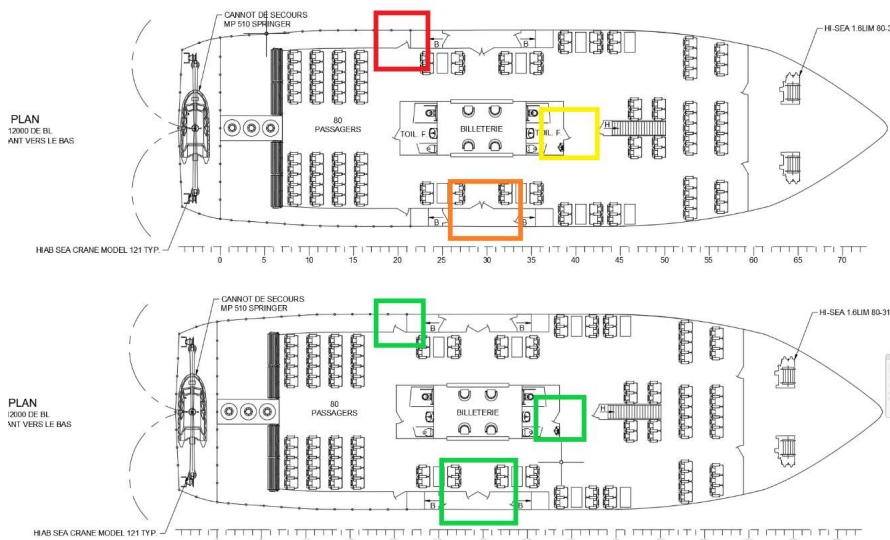 CANNOT DE SECOURS
MP 510 SPRINGER
HI-SEA 1.6LIM 80-3
B
B
PLAN
12000 DE BL
ANT VERS LE BAS
80
PASSAGERS
TOIL. F.
BILLETERIE
TOIL. F.
H
B
B
HIAB SEA CRANE MODEL 121 TYP.
0 5 10 15 20 25 30 35 40 45 50 55 60 65 70
CANNOT DE SECOURS
MP 510 SPRINGER
HI-SEA 1.6LIM 80-31
B
B
PLAN
12000 DE BL
ANT VERS LE BAS
80
PASSAGERS
BILLETERIE
H
B
B
HIAB SEA CRANE MODEL 121 TYP.